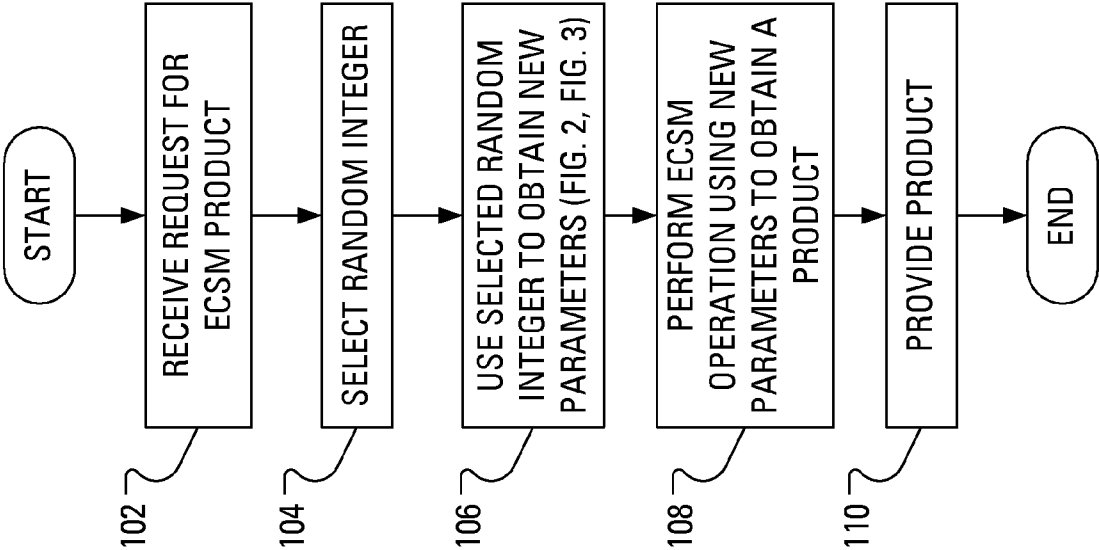 START
102
RECEIVE REQUEST FOR
ECSM PRODUCT
104
SELECT RANDOM INTEGER
106
USE SELECTED RANDOM
INTEGER TO OBTAIN NEW
PARAMETERS (FIG. 2, FIG. 3)
108
PERFORM ECSM
OPERATION USING NEW
PARAMETERS TO OBTAIN A
PRODUCT
110
PROVIDE PRODUCT
END